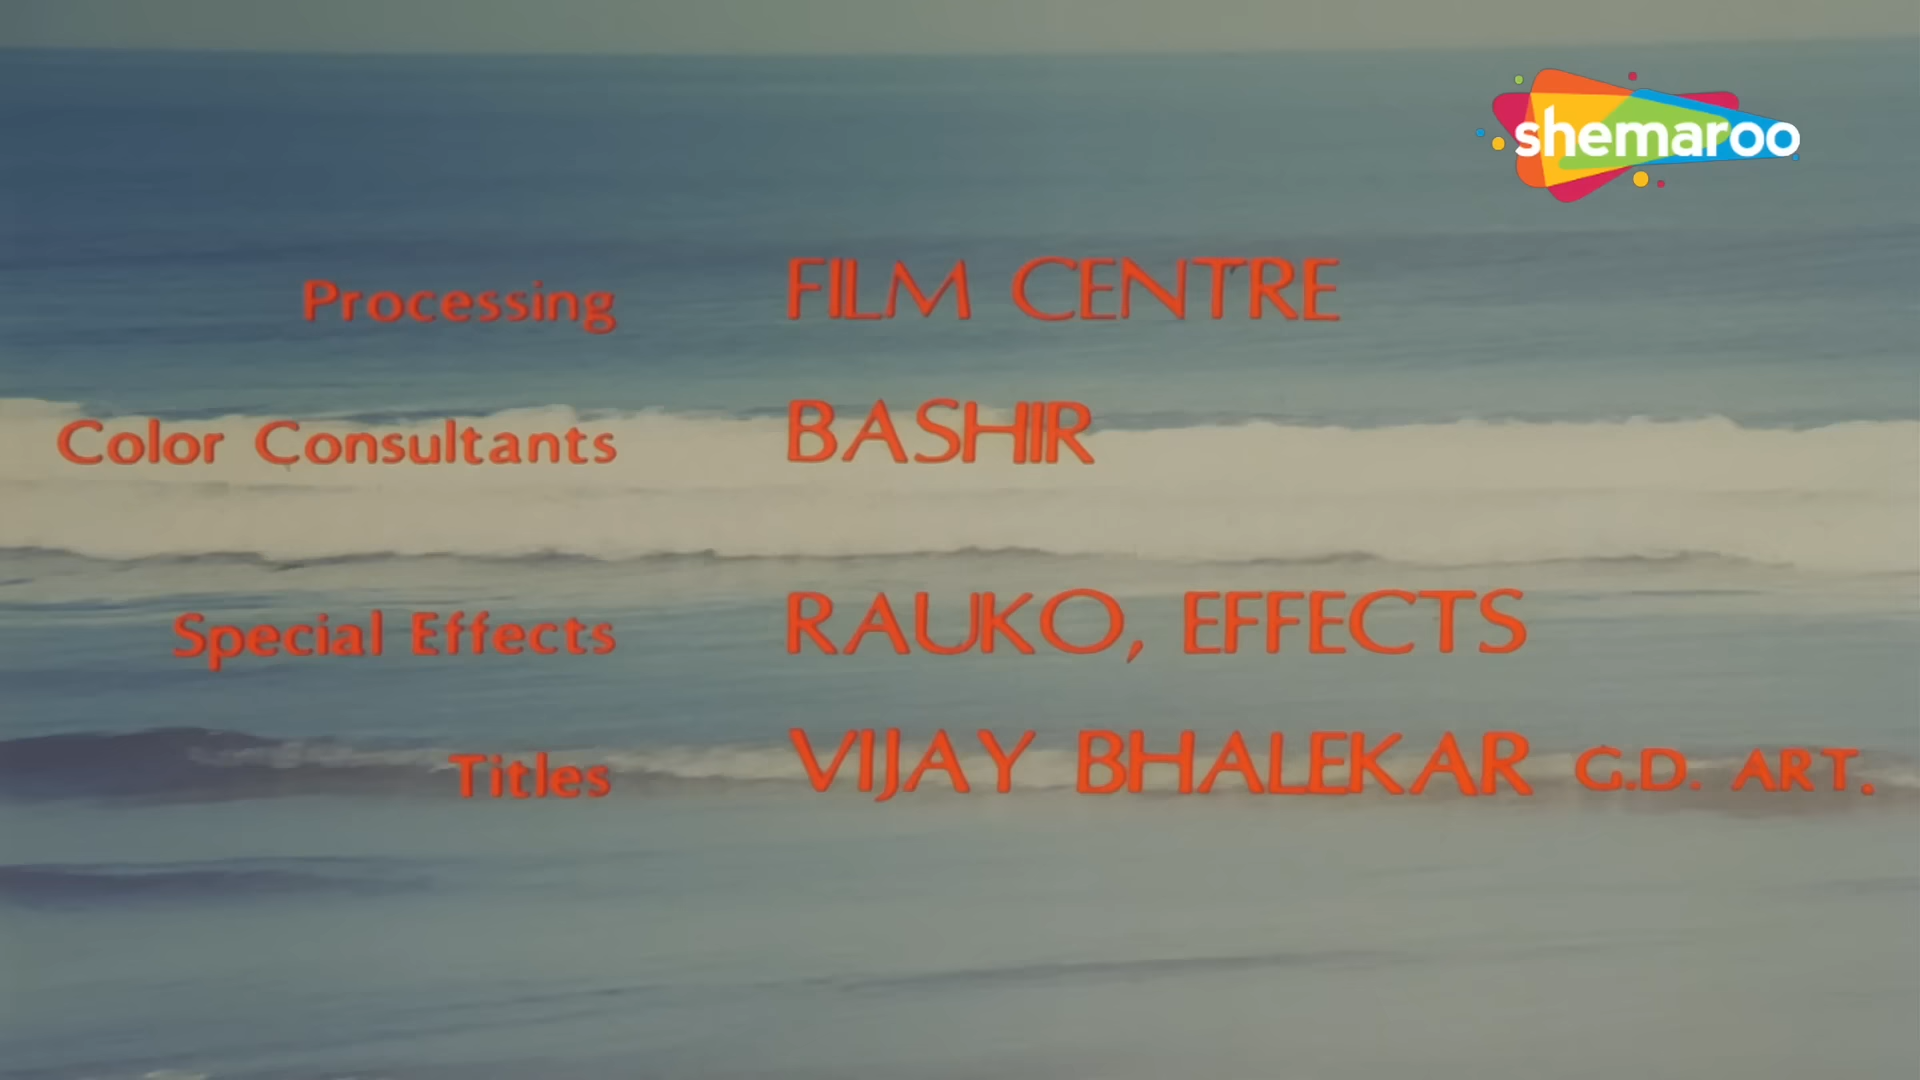 shemaroo
Processing FILM CENTRE
Color Consultants BASHIR
Special Effects RAUKO, EFFECTS
Titles VIJAY BHALEKAR G.D. ART.